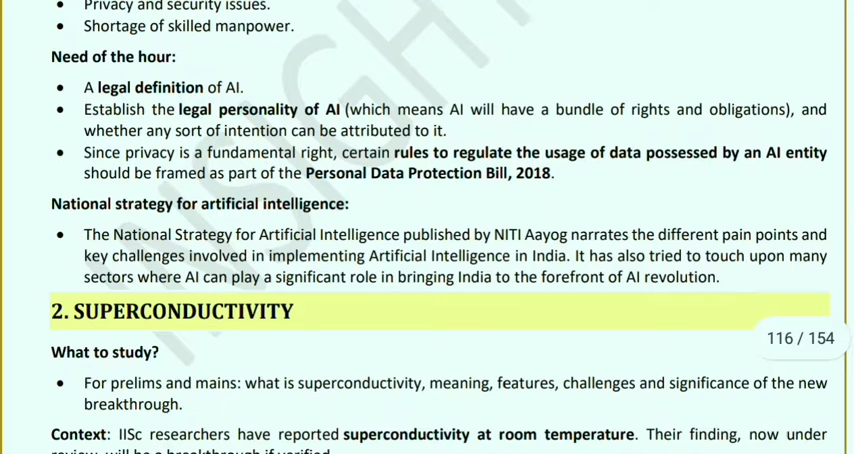 • Privacy and security issues.
• Shortage of skilled manpower.
Need of the hour:
• A legal definition of AI.
• Establish the legal personality of AI (which means AI will have a bundle of rights and obligations), and
whether any sort of intention can be attributed to it.
• Since privacy is a fundamental right, certain rules to regulate the usage of data possessed by an AI entity
should be framed as part of the Personal Data Protection Bill, 2018.
National strategy for artificial intelligence:
• The National Strategy for Artificial Intelligence published by NITI Aayog narrates the different pain points and
key challenges involved in implementing Artificial Intelligence in India. It has also tried to touch upon many
sectors where AI can play a significant role in bringing India to the forefront of AI revolution.
2. SUPERCONDUCTIVITY
116 / 154
What to study?
• For prelims and mains: what is superconductivity, meaning, features, challenges and significance of the new
breakthrough.
Context: IISc researchers have reported superconductivity at room temperature. Their finding, now under
review, will be a breakthrough if verified.
INSIGHT